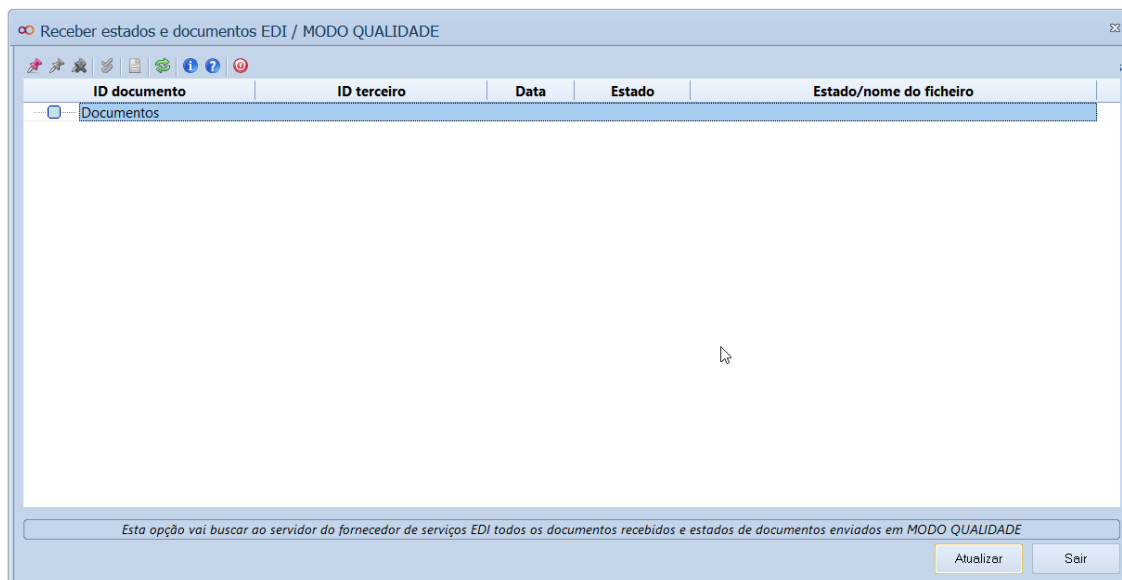 Receber estados e documentos EDI / MODO QUALIDADE
ID documento ID terceiro Data Estado Estado/nome do ficheiro
Documentos
Esta opção vai buscar ao servidor do fornecedor de serviços EDI todos os documentos recebidos e estados de documentos enviados em MODO QUALIDADE
Atualizar Sair